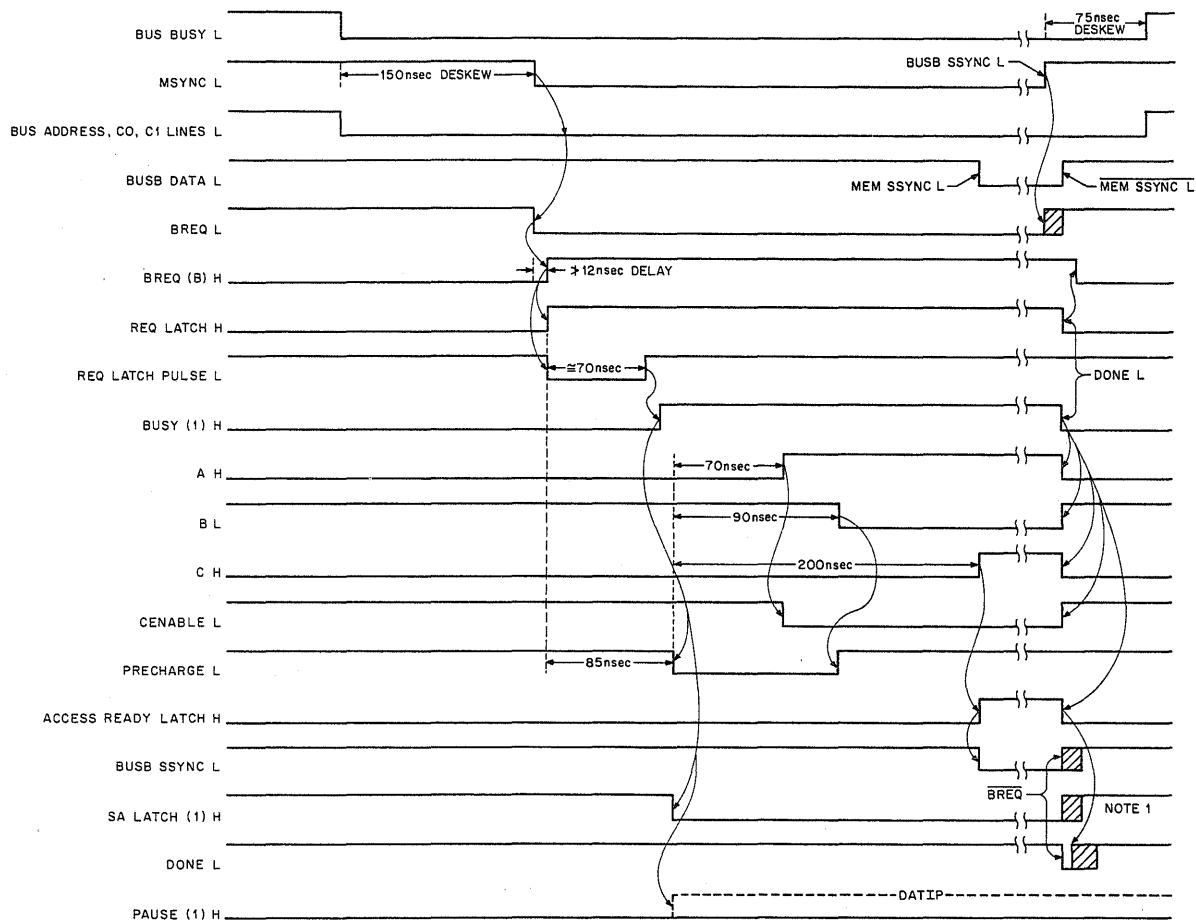 75nsec
DESKEW
BUS BUSY L
BUSB SSYNC L
MSYNC L
150nsec DESKEW
BUS ADDRESS, C0, C1 LINES L
BUSB DATA L
MEM SSYNC L
MEM SSYNC L
BREQ L
BREQ (B) H
≯12nsec DELAY
REQ LATCH H
REQ LATCH PULSE L
≅70nsec
DONE L
BUSY (1) H
A H
70nsec
B L
90nsec
C H
200nsec
CENABLE L
PRECHARGE L
85nsec
ACCESS READY LATCH H
BUSB SSYNC L
BREQ
SA LATCH (1) H
NOTE 1
DONE L
DATIP
PAUSE (1) H